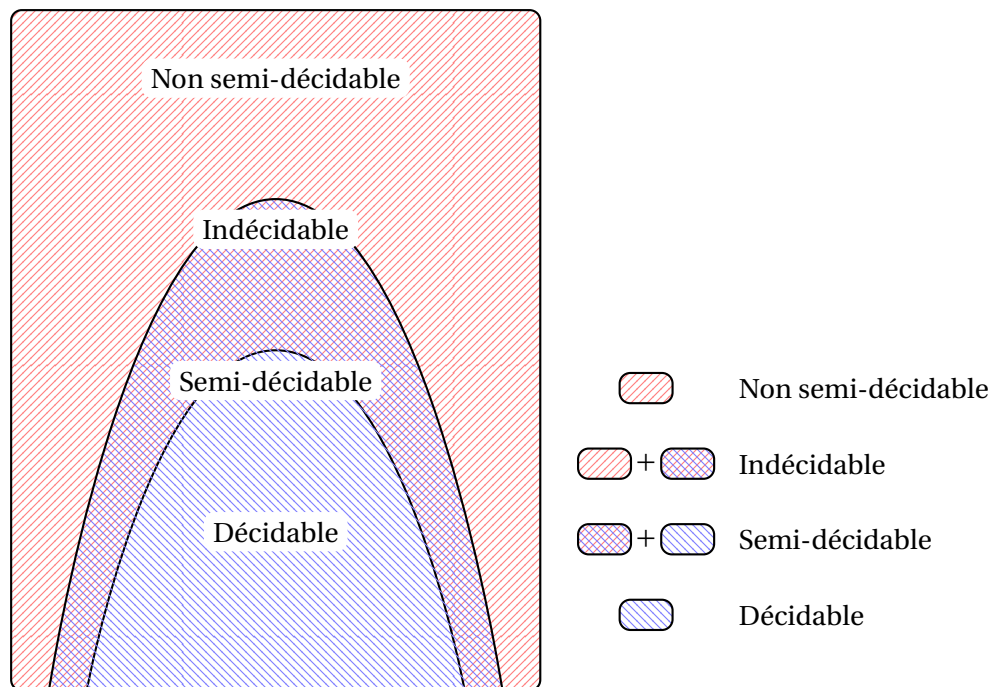 Non semi-décidable
Indécidable
Semi-décidable
Décidable
Non semi-décidable
+ Indécidable
+ Semi-décidable
Décidable